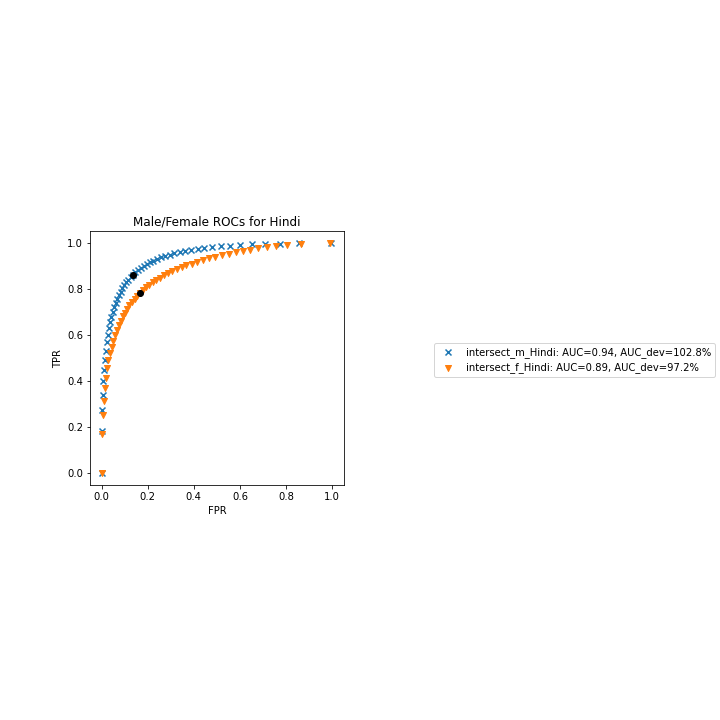 Male/Female ROCs for Hindi
1.0
0.8
0.6
0.4
0.2
0.0
TPR
0.0 0.2 0.4 0.6 0.8 1.0
FPR
intersect_m_Hindi: AUC=0.94, AUC_dev=102.8%
intersect_f_Hindi: AUC=0.89, AUC_dev=97.2%